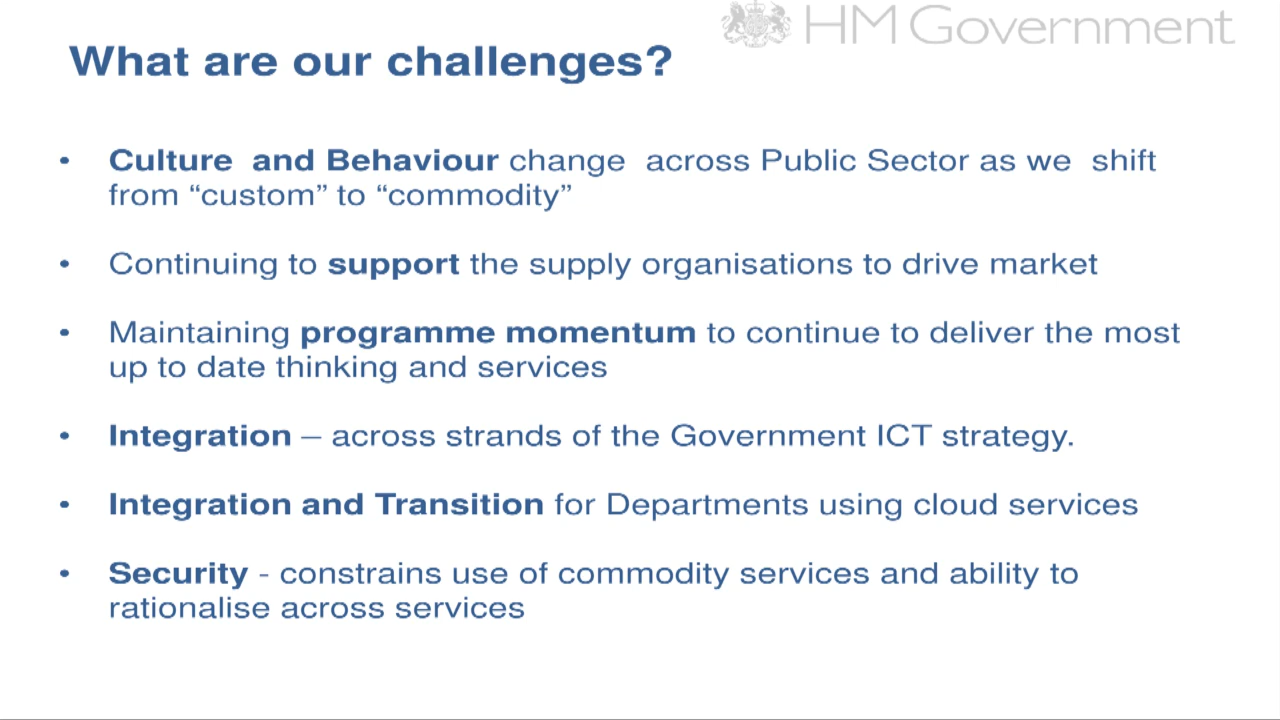 HM Government
What are our challenges?
• Culture  and Behaviour change  across Public Sector as we  shift
from “custom” to “commodity”
• Continuing to support the supply organisations to drive market
• Maintaining programme momentum to continue to deliver the most
up to date thinking and services
• Integration – across strands of the Government ICT strategy.
• Integration and Transition for Departments using cloud services
• Security - constrains use of commodity services and ability to
rationalise across services